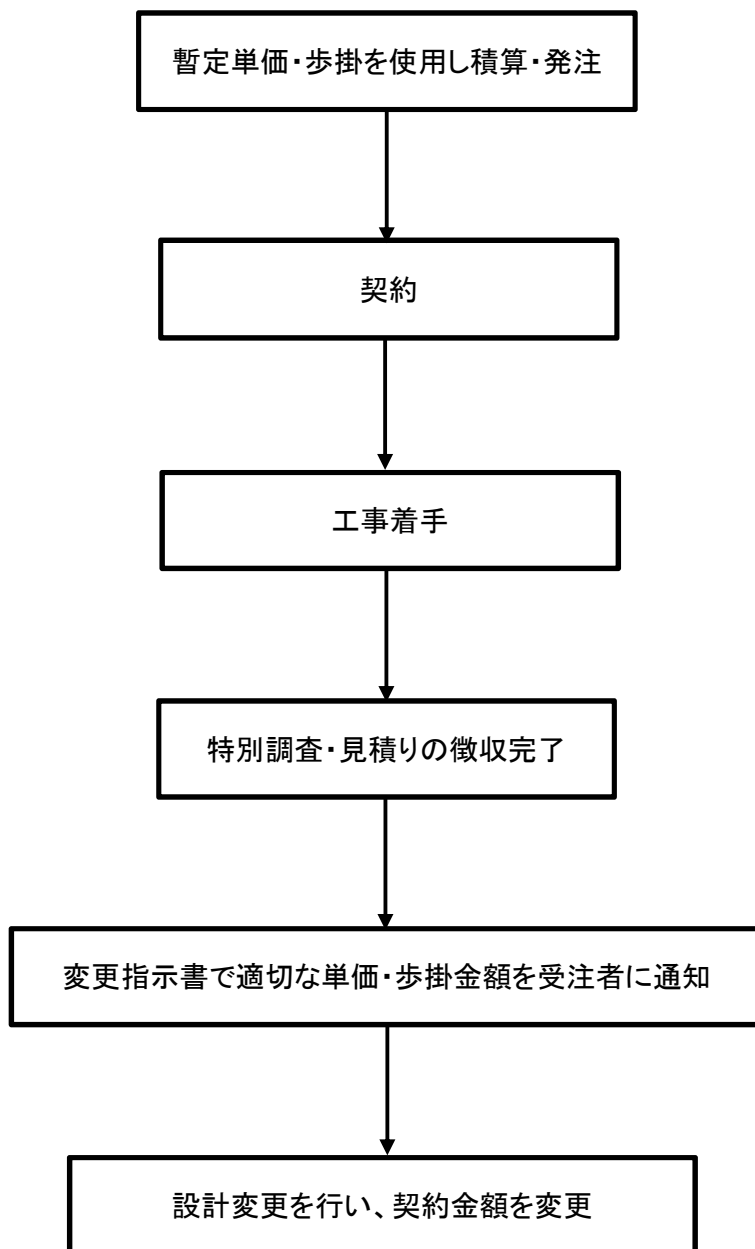 暫定単価・歩掛を使用し積算・発注
契約
工事着手
特別調査・見積りの徴収完了
変更指示書で適切な単価・歩掛金額を受注者に通知
設計変更を行い、契約金額を変更